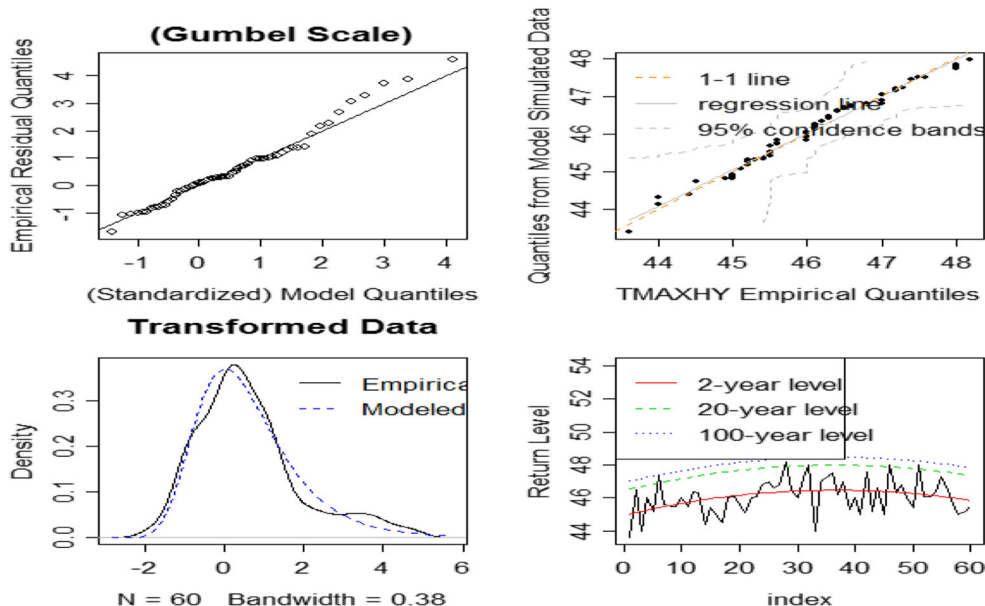 (Gumbel Scale)
Empirical Residual Quantiles
-1 0 1 2 3 4
-1 0 1 2 3 4
(Standardized) Model Quantiles
Quantiles from Model Simulated Data
44 45 46 47 48
1-1 line
regression line
95% confidence bands
44 45 46 47 48
TMAXHY Empirical Quantiles
Transformed Data
Density
0.0 0.1 0.2 0.3
Empirica
Modeled
-2 0 2 4 6
N = 60 Bandwidth = 0.38
Return Level
44 46 48 50 52 54
2-year level
20-year level
100-year level
0 10 20 30 40 50 60
index